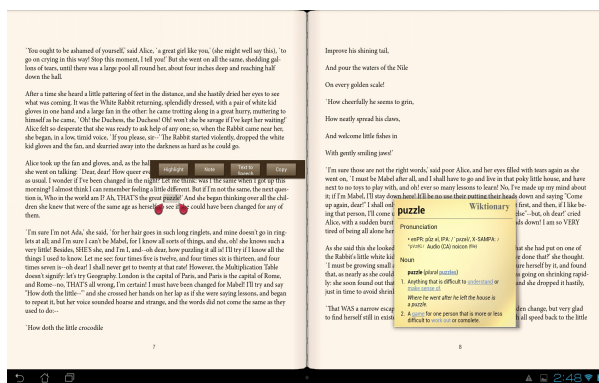 `You ought to be ashamed of yourself,' said Alice, `a great girl like you,' (she might well say this), `to
go on crying in this way! Stop this moment, I tell you!' But she went on all the same, shedding gal-
lons of tears, until there was a large pool all round her, about four inches deep and reaching half
down the hall.
After a time she heard a little pattering of feet in the distance, and she hastily dried her eyes to see
what was coming. It was the White Rabbit returning, splendidly dressed, with a pair of white kid
gloves in one hand and a large fan in the other: he came trotting along in a great hurry, muttering to
himself as he came, `Oh! the Duchess, the Duchess! Oh! won't she be savage if I've kept her waiting!'
Alice felt so desperate that she was ready to ask help of any one; so, when the Rabbit came near her,
she began, in a low, timid voice, `If you please, sir--' The Rabbit started violently, dropped the white
kid gloves and the fan, and skurried away into the darkness as hard as he could go.
Alice took up the fan and gloves, and, as the hal
Highlight
Note
Text to Speech
Copy
she went on talking: `Dear, dear! How queer eve
as usual. I wonder if I've been changed in the night? Let me think: was I the same when I got up this
morning? I almost think I can remember feeling a little different. But if I'm not the same, the next ques-
tion is, Who in the world am I? Ah, THAT'S the great puzzle!' And she began thinking over all the chil-
dren she knew that were of the same age as herself, to see if she could have been changed for any of
them.
`I'm sure I'm not Ada,' she said, `for her hair goes in such long ringlets, and mine doesn't go in ring-
lets at all; and I'm sure I can't be Mabel, for I know all sorts of things, and she, oh! she knows such a
very little! Besides, SHE'S she, and I'm I, and--oh dear, how puzzling it all is! I'll try if I know all the
things I used to know. Let me see: four times five is twelve, and four times six is thirteen, and four
times seven is--oh dear! I shall never get to twenty at that rate! However, the Multiplication Table
doesn't signify: let's try Geography. London is the capital of Paris, and Paris is the capital of Rome,
and Rome--no, THAT'S all wrong, I'm certain! I must have been changed for Mabel! I'll try and say
"How doth the little--"' and she crossed her hands on her lap as if she were saying lessons, and began
to repeat it, but her voice sounded hoarse and strange, and the words did not come the same as they
used to do:--
`How doth the little crocodile
7
Improve his shining tail,
And pour the waters of the Nile
On every golden scale!
`How cheerfully he seems to grin,
How neatly spread his claws,
And welcome little fishes in
With gently smiling jaws!'
`I'm sure those are not the right words,' said poor Alice, and her eyes filled with tears again as she
went on, `I must be Mabel after all, and I shall have to go and live in that poky little house, and have
next to no toys to play with, and oh! ever so many lessons to learn! No, I've made up my mind about
it; if I'm Mabel, I'll stay down here! It'll be no use their putting their heads down and saying "Come
up again, dear!" I shall onl
first, and then, if I like be-
ing that person, I'll come
else"--but, oh dear!' cried
Alice, with a sudden burst
heads down! I am so VERY
tired of being all alone her
puzzle
Wiktionary
Pronunciation
Noun
puzzle (plural puzzles)
1. Anything that is difficult to understand or
make sense of.
Where he went after he left the house is
a puzzle.
2. A game for one person that is more or less
difficult to work out or complete.
As she said this she looked
that she had put on one of
the Rabbit's little white kid
done that?' she thought.
`I must be growing small
ure herself by it, and found
that, as nearly as she could
as going on shrinking rapid-
ly: she soon found out that
and she dropped it hastily,
just in time to avoid shrin
`That WAS a narrow escap
den change, but very glad
to find herself still in exist
h all speed back to the little
8
2:48